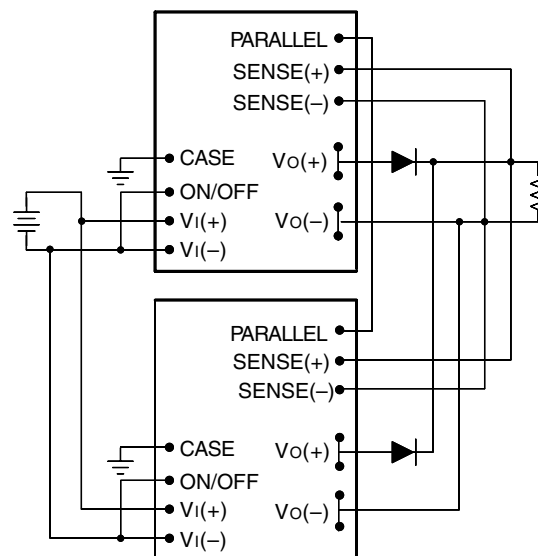 PARALLEL
SENSE(+)
SENSE(–)
CASE
VO(+)
ON/OFF
VI(+)
VO(–)
VI(–)
PARALLEL
SENSE(+)
SENSE(–)
CASE
VO(+)
ON/OFF
VI(+)
VO(–)
VI(–)